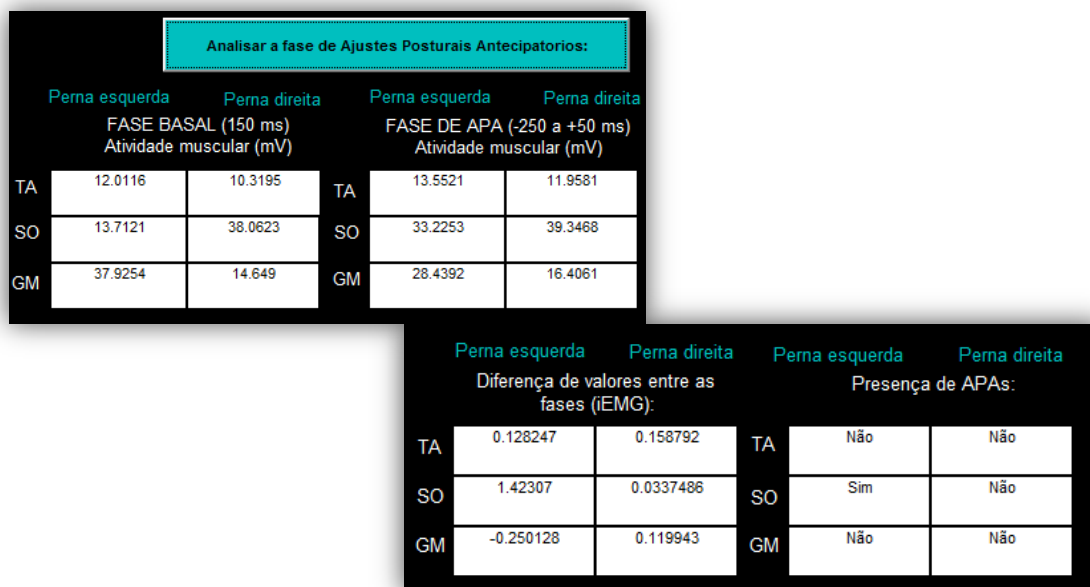 Analisar a fase de Ajustes Posturais Antecipatorios:
Perna esquerda Perna direita Perna esquerda Perna direita
FASE BASAL (150 ms) FASE DE APA (-250 a +50 ms)
Atividade muscular (mV) Atividade muscular (mV)
TA 12.0116 10.3195 TA 13.5521 11.9581
SO 13.7121 38.0623 SO 33.2253 39.3468
GM 37.9254 14.649 GM 28.4392 16.4061
Perna esquerda Perna direita Perna esquerda Perna direita
Diferença de valores entre as Presença de APAs:
fases (iEMG):
TA 0.128247 0.158792 TA Não Não
SO 1.42307 0.0337486 SO Sim Não
GM -0.250128 0.119943 GM Não Não